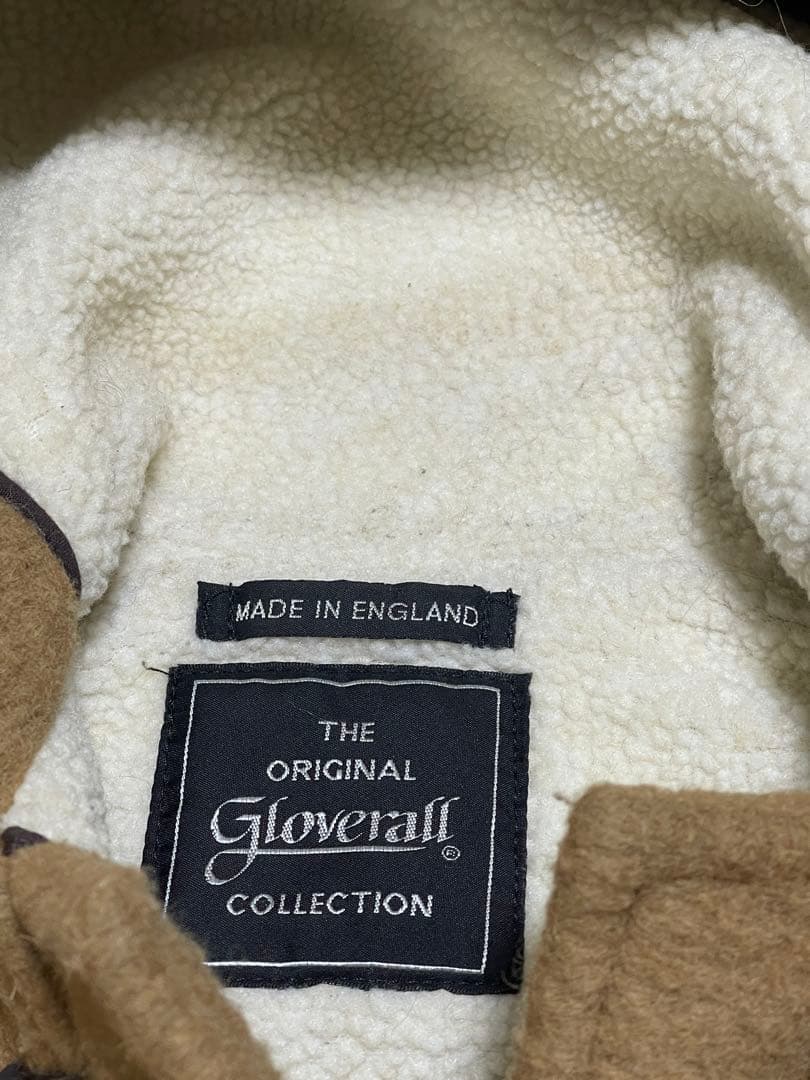 MADE IN ENGLAND
THE
ORIGINAL
Gloverall ®
COLLECTION